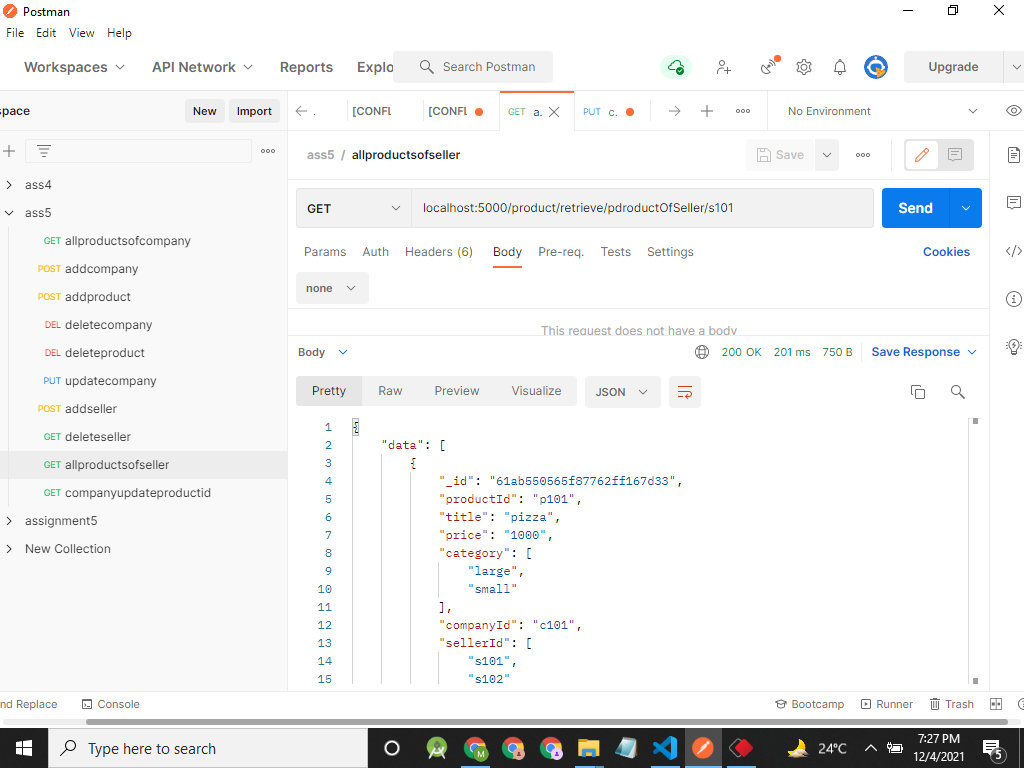 Postman
File Edit View Help
Workspaces API Network Reports Explo Search Postman Upgrade
pace New Import
. [CONFL [CONFL GET a. PUT c. No Environment
ass5 / allproductsofseller Save
ass4
ass5
GET allproductsofcompany
POST addcompany
POST addproduct
DEL deletecompany
DEL deleteproduct
PUT updatecompany
POST addseller
GET deleteseller
GET allproductsofseller
GET companyupdateproductid
assignment5
New Collection
GET localhost:5000/product/retrieve/pdroductOfSeller/s101 Send
Params Auth Headers (6) Body Pre-req. Tests Settings Cookies
none
This request does not have a body
Body 200 OK 201 ms 750 B Save Response
Pretty Raw Preview Visualize JSON
1 {
2 "data": [
3 {
4 "_id": "61ab550565f87762ff167d33",
5 "productId": "p101",
6 "title": "pizza",
7 "price": "1000",
8 "category": [
9 "large",
10 "small"
11 ],
12 "companyId": "c101",
13 "sellerId": [
14 "s101",
15 "s102"
nd Replace Console Bootcamp Runner Trash
Type here to search 24°C 7:27 PM
12/4/2021 5